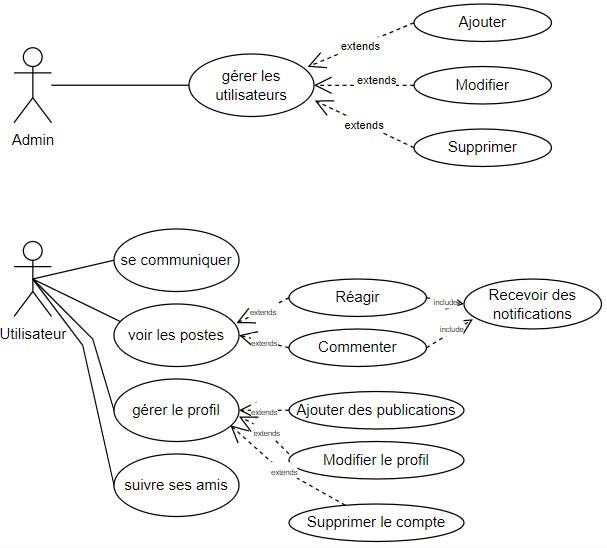 Ajouter
extends
gérer les
utilisateurs
extends
Modifier
extends
Supprimer
Admin
se communiquer
Utilisateur
voir les postes
extends
Réagir
include
Recevoir des
notifications
extends
Commenter
include
gérer le profil
extends
Ajouter des publications
extends
Modifier le profil
extends
suivre ses amis
Supprimer le compte